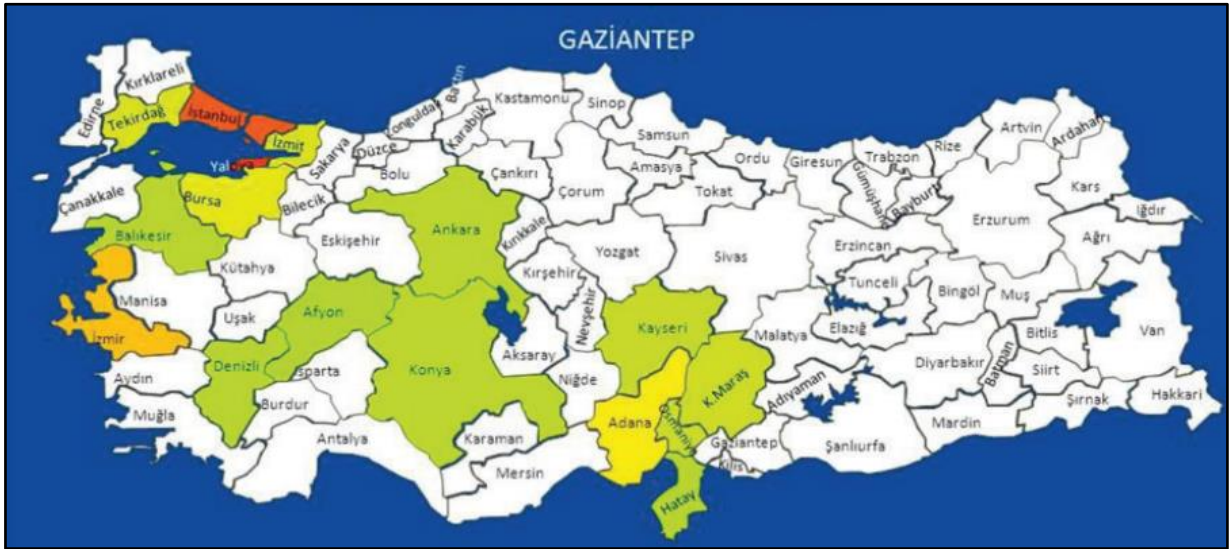 GAZİANTEP
Kırklareli
Edirne
Tekirdağ
İstanbul
İzmit
Sakarya
Düzce
Zonguldak
Bartın
Karabük
Kastamonu
Sinop
Samsun
Ordu
Giresun
Trabzon
Rize
Artvin
Ardahan
Kars
Iğdır
Çanakkale
Bursa
Bilecik
Bolu
Çankırı
Çorum
Amasya
Tokat
Bayburt
Erzurum
Ağrı
Balıkesir
Kütahya
Eskişehir
Ankara
Kırıkkale
Yozgat
Sivas
Erzincan
Tunceli
Bingöl
Muş
Manisa
Uşak
Afyon
Kırşehir
Nevşehir
Kayseri
Malatya
Elazığ
Bitlis
Van
İzmir
Denizli
Isparta
Konya
Aksaray
Niğde
K.Maraş
Adıyaman
Diyarbakır
Batman
Siirt
Şırnak
Hakkari
Aydın
Burdur
Muğla
Antalya
Karaman
Mersin
Adana
Osmaniye
Gaziantep
Kilis
Şanlıurfa
Mardin
Hatay